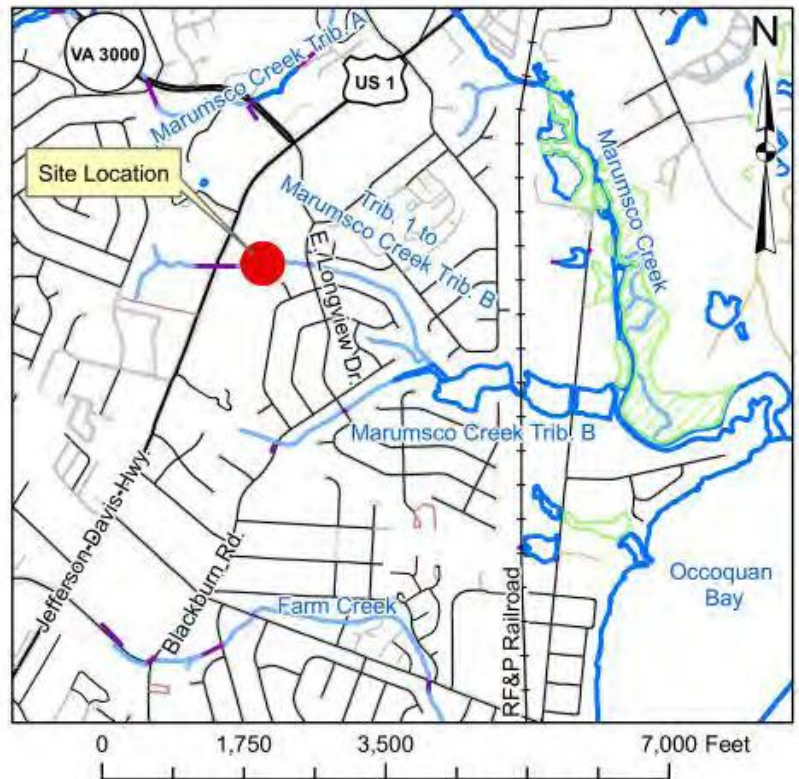 VA 3000
Marumsco Creek Trib. A
US 1
N
Site Location
Trib. 1 to
Marumsco Creek Trib. B
Marumsco Creek
E. Longview Dr.
Marumsco Creek Trib. B
Jefferson-Davis-Hwy.
Blackburn Rd.
Farm Creek
RF&P Railroad
Occoquan
Bay
0 1,750 3,500 7,000 Feet